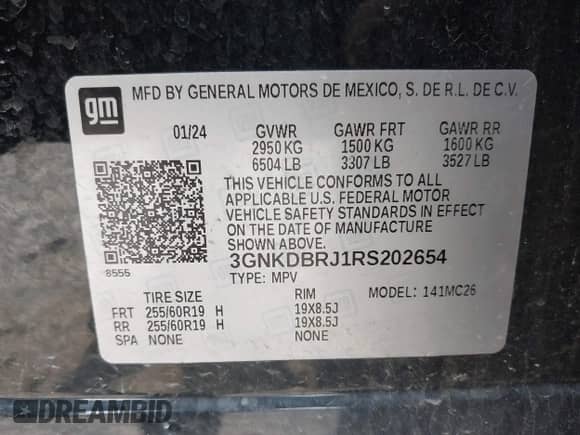 gm
MFD BY GENERAL MOTORS DE MEXICO, S. DE R.L. DE C.V.
01/24 GVWR GAWR FRT GAWR RR
2950 KG 1500 KG 1600 KG
6504 LB 3307 LB 3527 LB
THIS VEHICLE CONFORMS TO ALL
APPLICABLE U.S. FEDERAL MOTOR
VEHICLE SAFETY STANDARDS IN EFFECT
ON THE DATE OF MANUFACTURE
SHOWN ABOVE.
8555 3GNKDBRJ1RS202654
TYPE: MPV
TIRE SIZE RIM MODEL: 141MC26
FRT 255/60R19 H 19X8.5J
RR 255/60R19 H 19X8.5J
SPA NONE NONE
DREAMBID